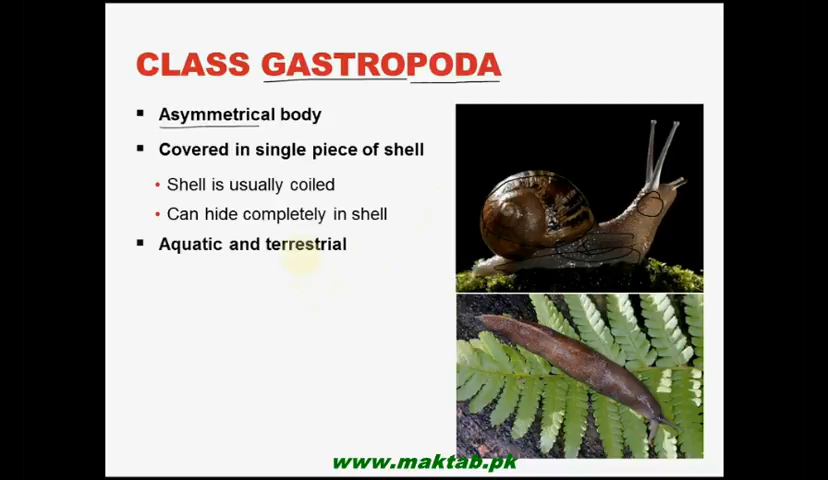 CLASS GASTROPODA
Asymmetrical body
Covered in single piece of shell
Shell is usually coiled
Can hide completely in shell
Aquatic and terrestrial
www.maktab.pk